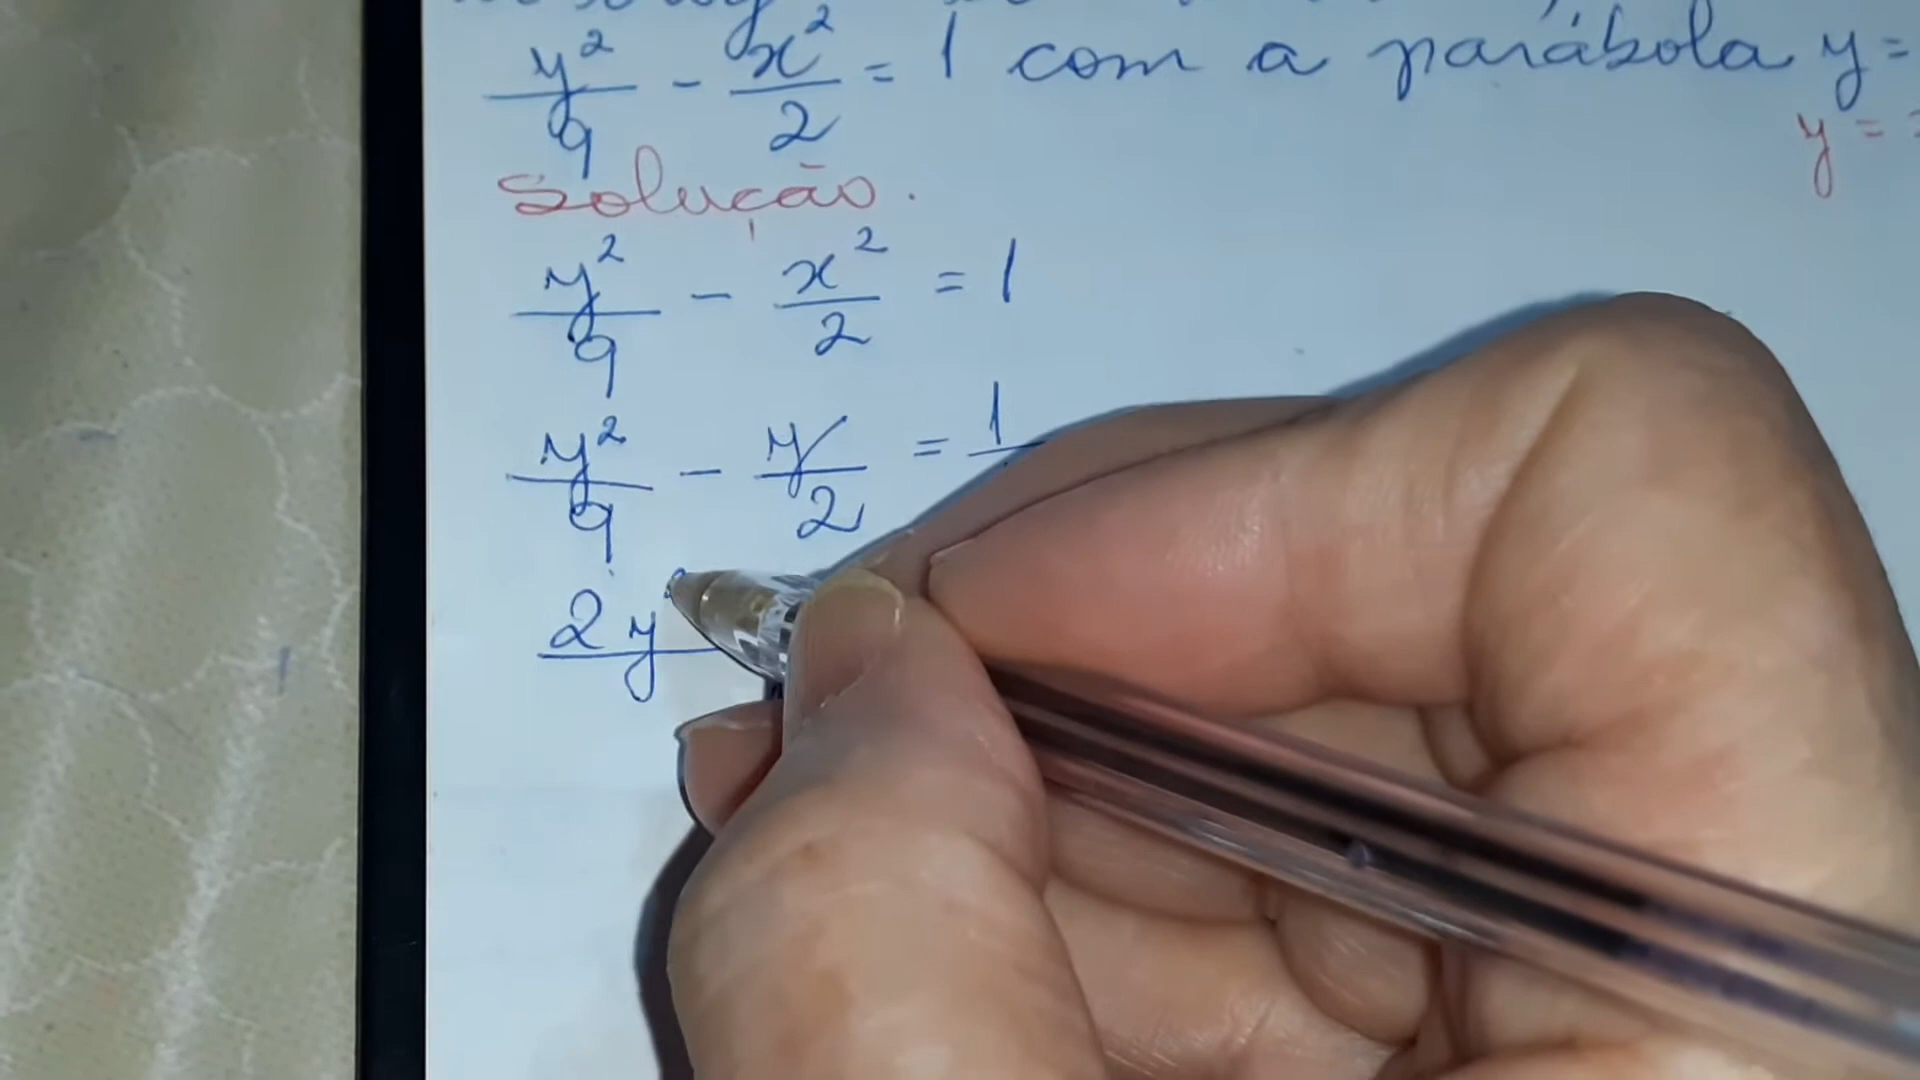 y²/9 - x²/2 = 1 com a parábola y =
y =
Solução.
y²/9 - x²/2 = 1
y²/9 - y/2 = 1
2y